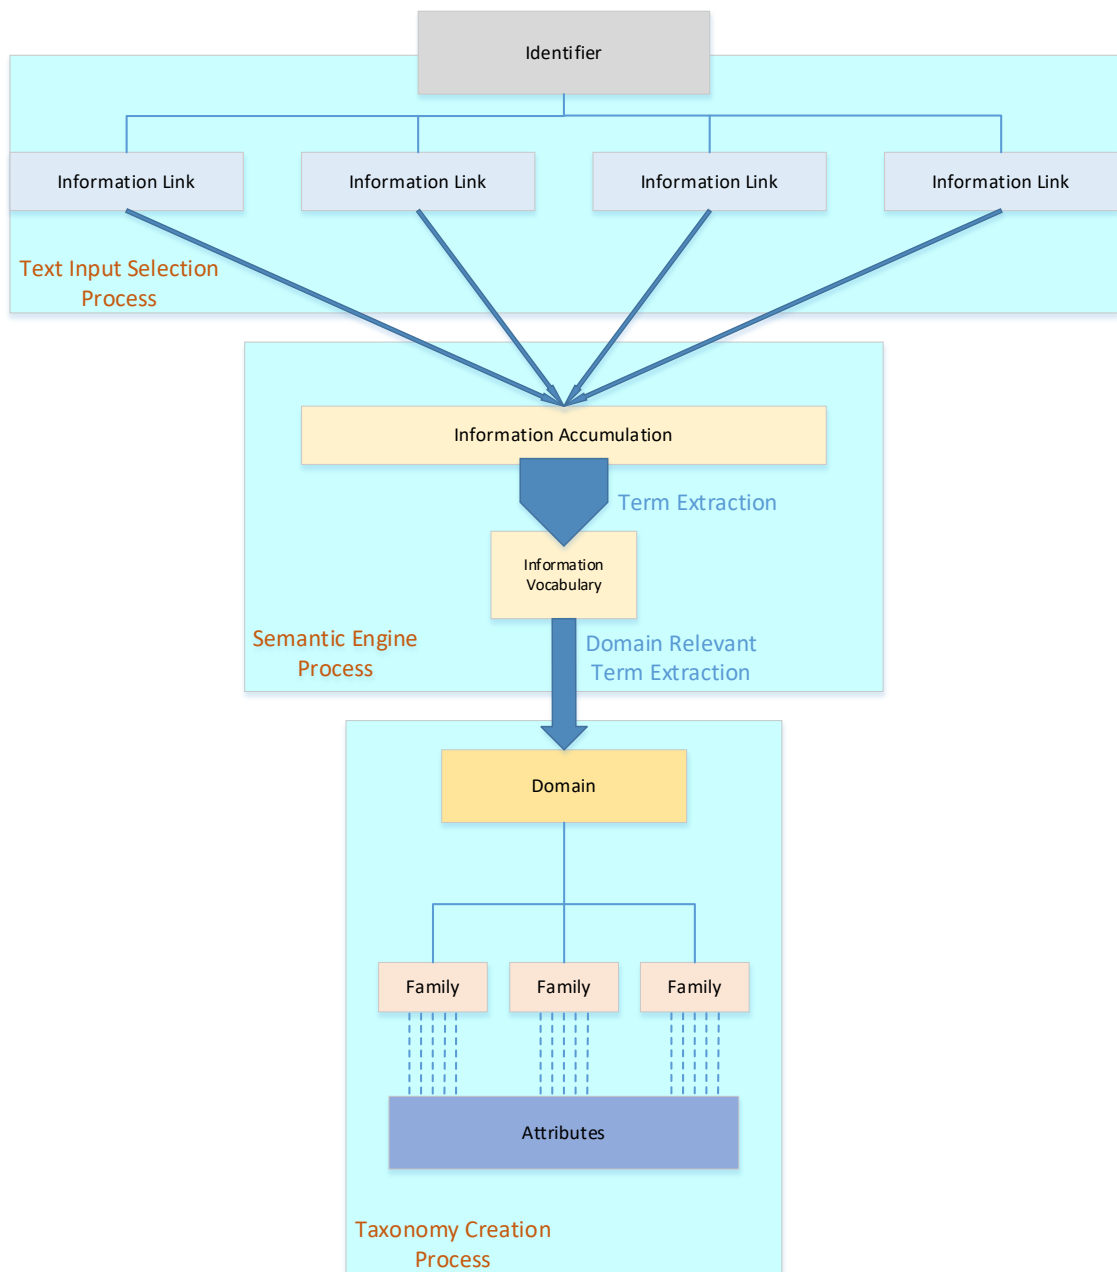 Identifier
Information Link
Information Link
Information Link
Information Link
Text Input Selection
Process
Information Accumulation
Term Extraction
Information
Vocabulary
Semantic Engine
Process
Domain Relevant
Term Extraction
Domain
Family
Family
Family
Attributes
Taxonomy Creation
Process